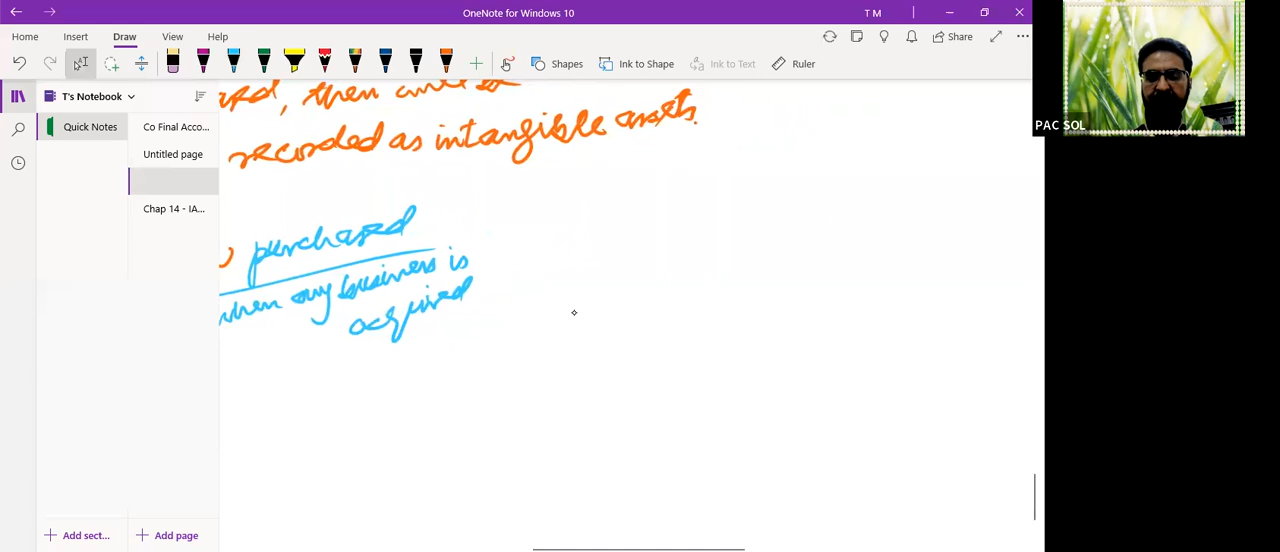 OneNote for Windows 10
T M
Home Insert Draw View Help
Share
Shapes Ink to Shape Ink to Text Ruler
T's Notebook
Quick Notes
Co Final Acco...
Untitled page
Chap 14 - IA...
Add sect... Add page
then
recorded as intangible assets.
purchased
when any business is
acquired
PAC SOL